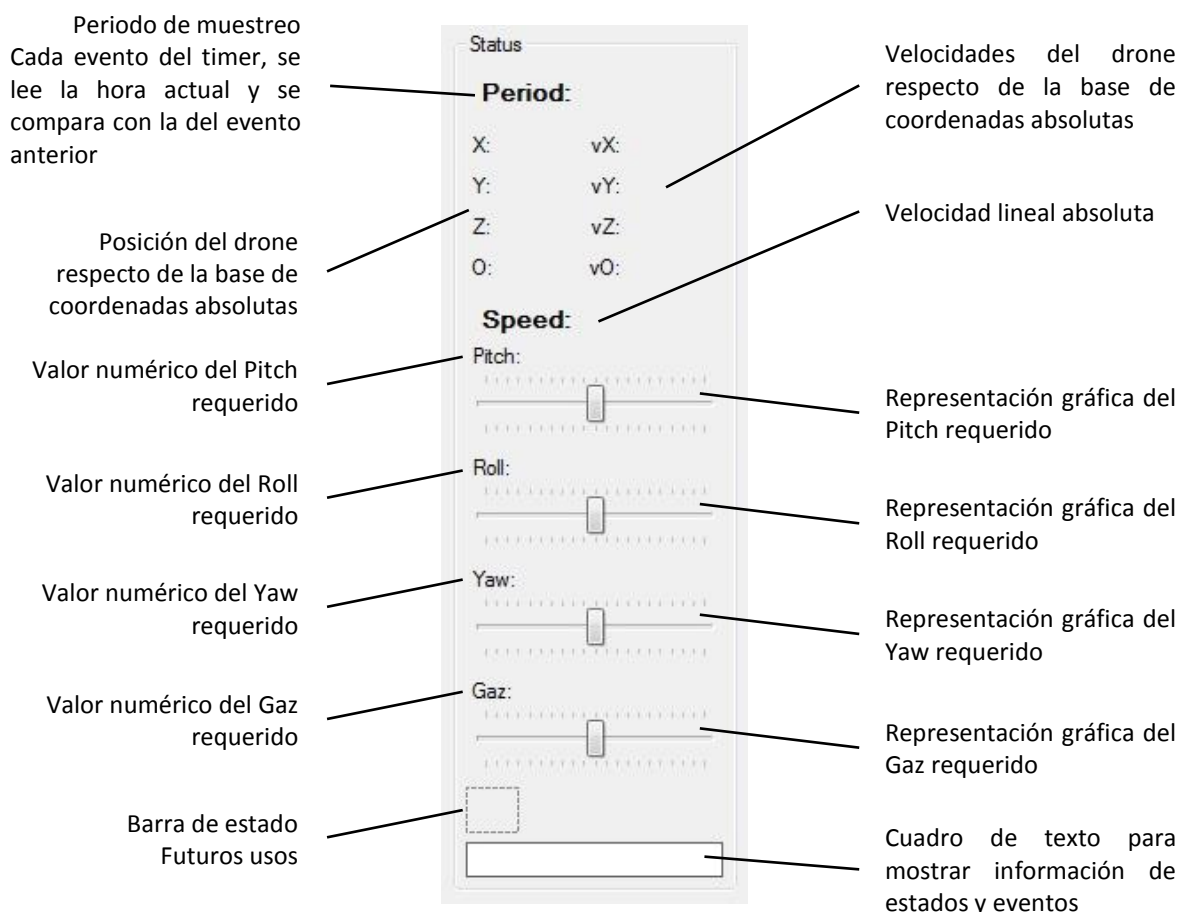 Periodo de muestreo
Cada evento del timer, se
lee la hora actual y se
compara con la del evento
anterior
Posición del drone
respecto de la base de
coordenadas absolutas
Valor numérico del Pitch
requerido
Valor numérico del Roll
requerido
Valor numérico del Yaw
requerido
Valor numérico del Gaz
requerido
Barra de estado
Futuros usos
Status
Period:
X: vX:
Y: vY:
Z: vZ:
O: vO:
Speed:
Pitch:
Roll:
Yaw:
Gaz:
Velocidades del drone
respecto de la base de
coordenadas absolutas
Velocidad lineal absoluta
Representación gráfica del
Pitch requerido
Representación gráfica del
Roll requerido
Representación gráfica del
Yaw requerido
Representación gráfica del
Gaz requerido
Cuadro de texto para
mostrar información de
estados y eventos